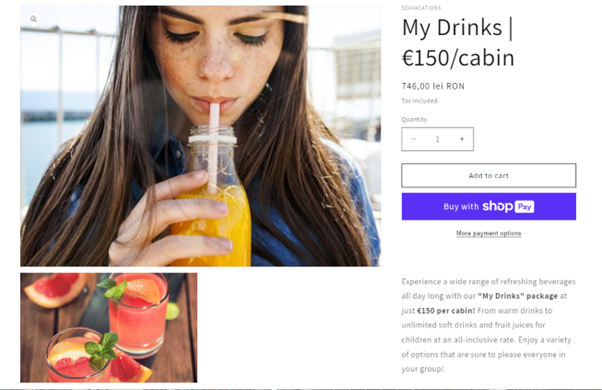 SEAVACATIONS
My Drinks |
€150/cabin
746,00 lei RON
Tax included.
Quantity
− 1 +
Add to cart
Buy with shop Pay
More payment options
Experience a wide range of refreshing beverages
all day long with our "My Drinks" package at
just €150 per cabin! From warm drinks to
unlimited soft drinks and fruit juices for
children at an all-inclusive rate. Enjoy a variety
of options that are sure to please everyone in
your group!